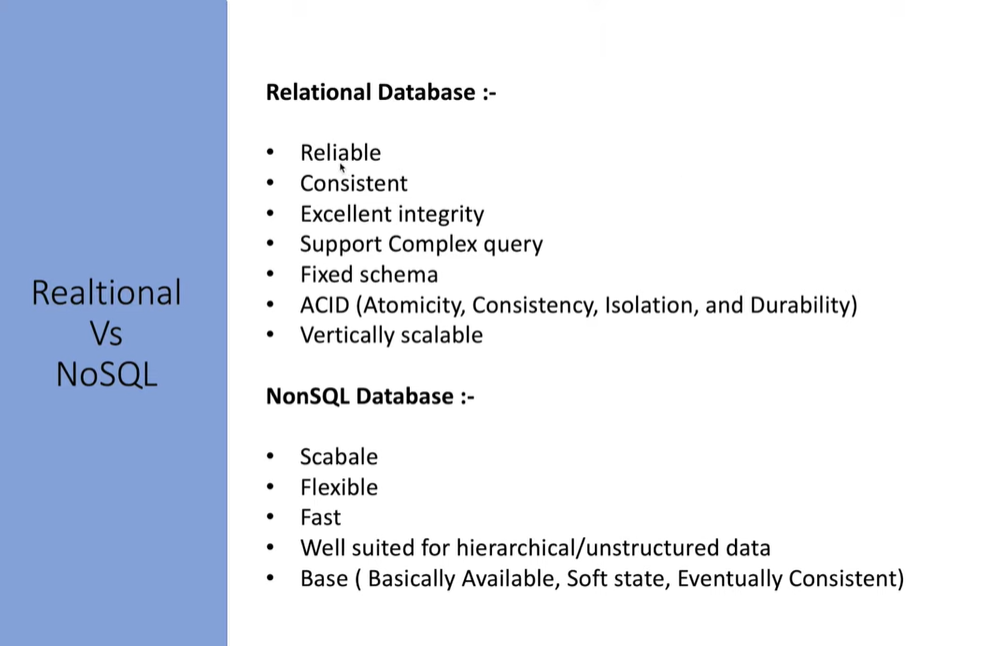 Realtional
Vs
NoSQL
Relational Database :-
• Reliable
• Consistent
• Excellent integrity
• Support Complex query
• Fixed schema
• ACID (Atomicity, Consistency, Isolation, and Durability)
• Vertically scalable
NonSQL Database :-
• Scabale
• Flexible
• Fast
• Well suited for hierarchical/unstructured data
• Base ( Basically Available, Soft state, Eventually Consistent)